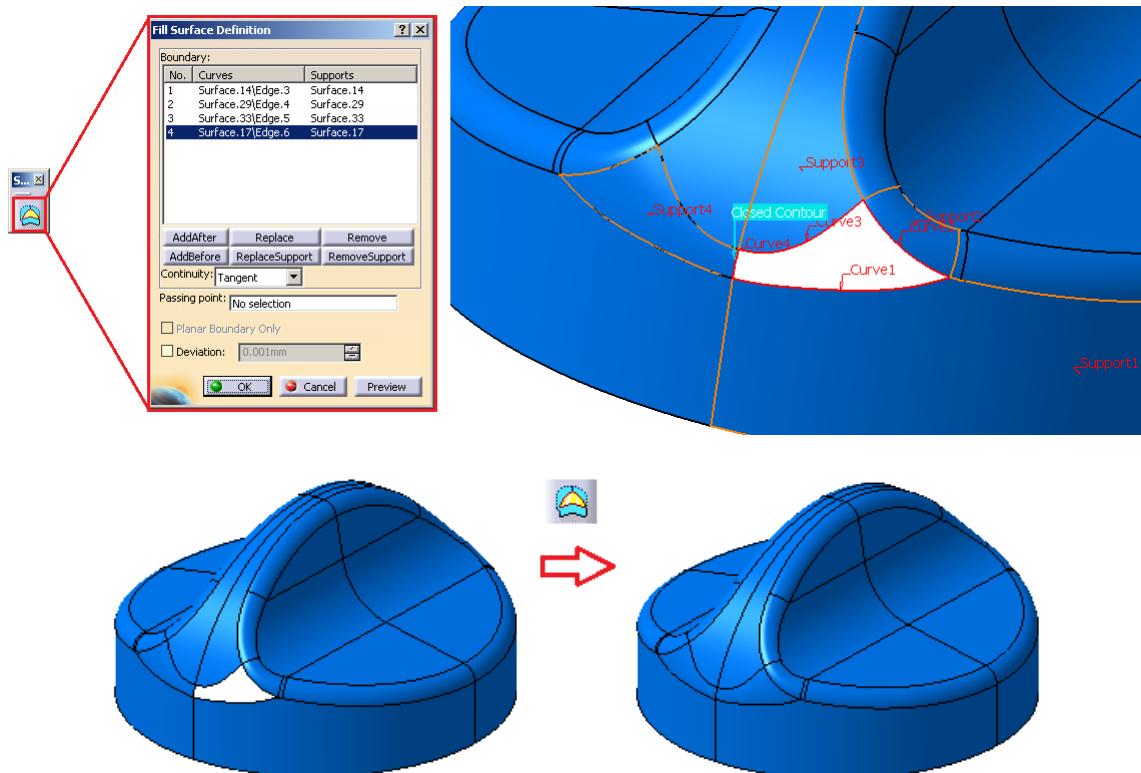 Fill Surface Definition
Boundary:
No. Curves Supports
1 Surface.14\Edge.3 Surface.14
2 Surface.29\Edge.4 Surface.29
3 Surface.33\Edge.5 Surface.33
4 Surface.17\Edge.6 Surface.17
AddAfter Replace Remove
AddBefore ReplaceSupport RemoveSupport
Continuity: Tangent
Passing point: No selection
Planar Boundary Only
Deviation: 0.001mm
OK Cancel Preview
S...
Support3
Support4
Closed Contour
Curve3
Curve4
Curve1
Support1